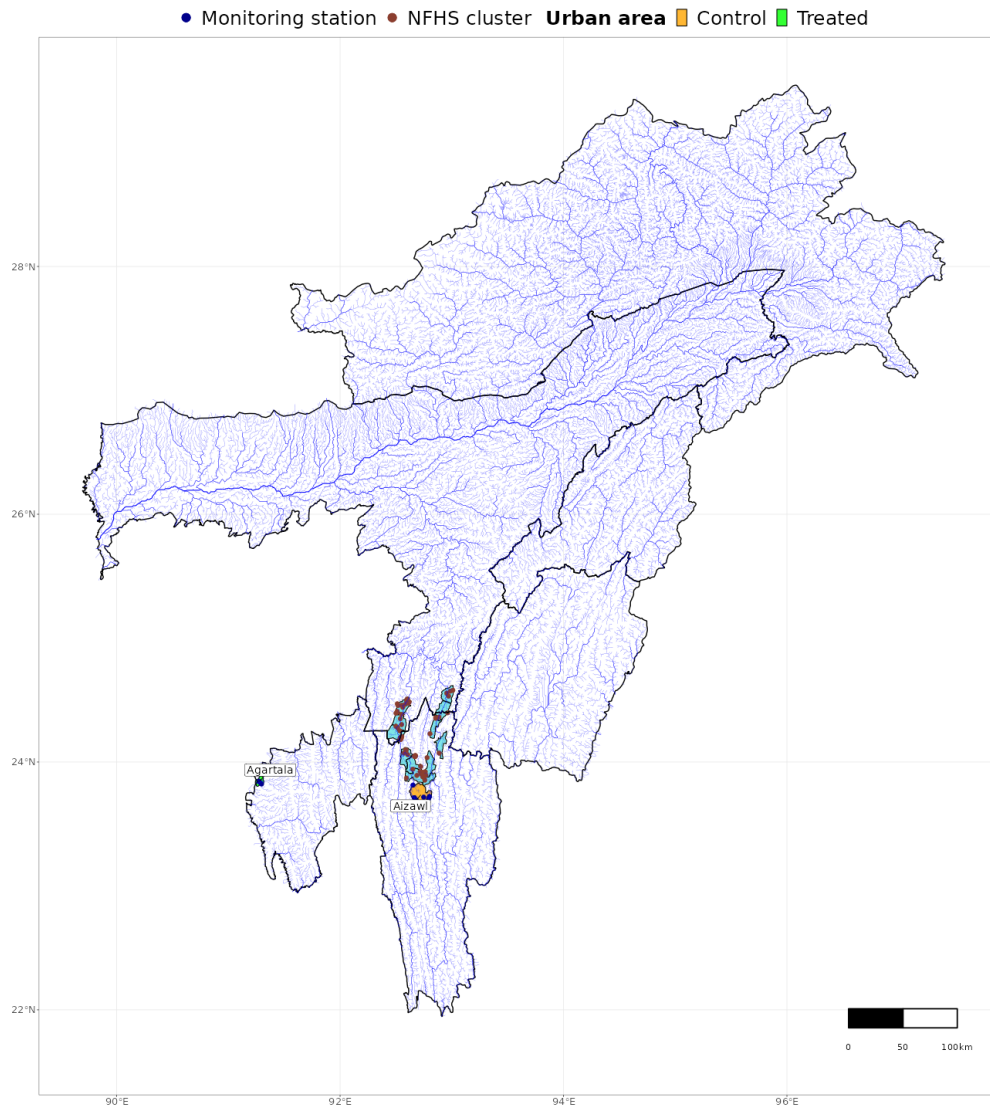 Monitoring station NFHS cluster Urban area Control Treated
28°N
26°N
24°N
22°N
Agartala
Aizawl
0 50 100km
90°E 92°E 94°E 96°E